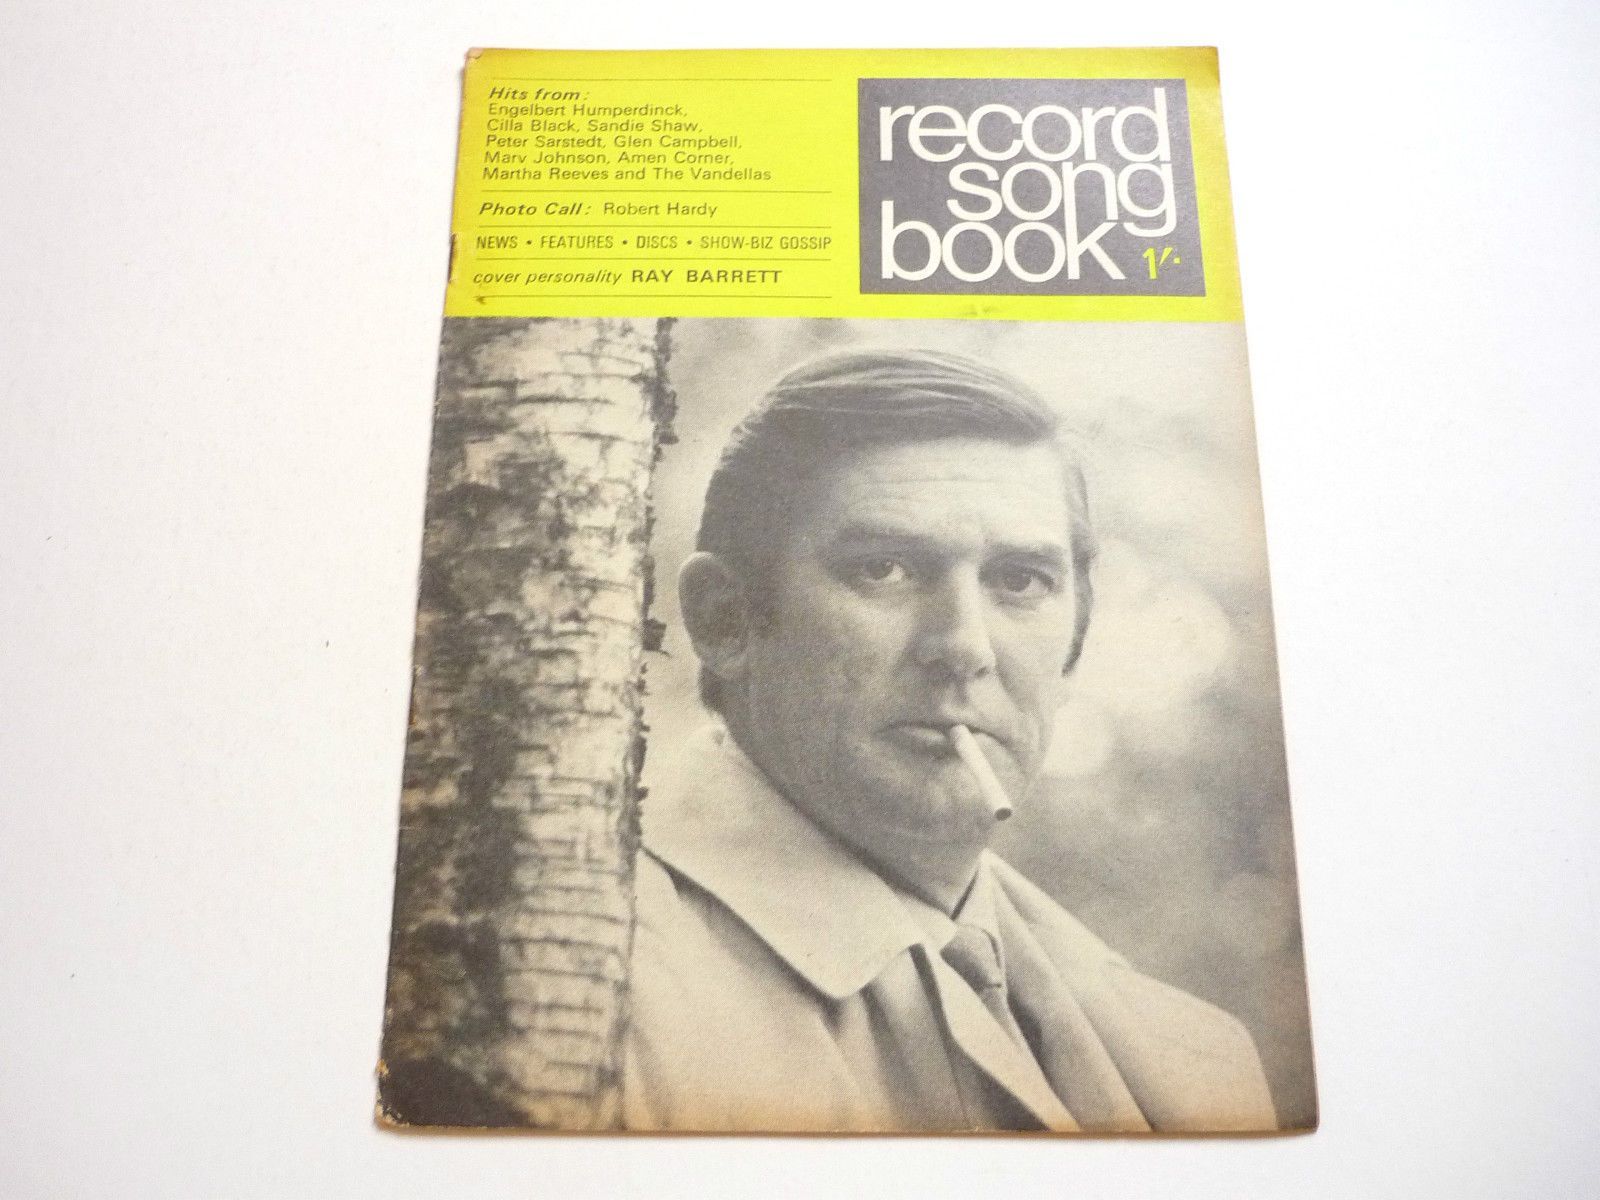 Hits from:
Engelbert Humperdinck,
Cilla Black, Sandie Shaw,
Peter Sarstedt, Glen Campbell,
Marv Johnson, Amen Corner,
Martha Reeves and The Vandellas
Photo Call: Robert Hardy
NEWS • FEATURES • DISCS • SHOW-BIZ GOSSIP
cover personality RAY BARRETT
record
song
book 1/-